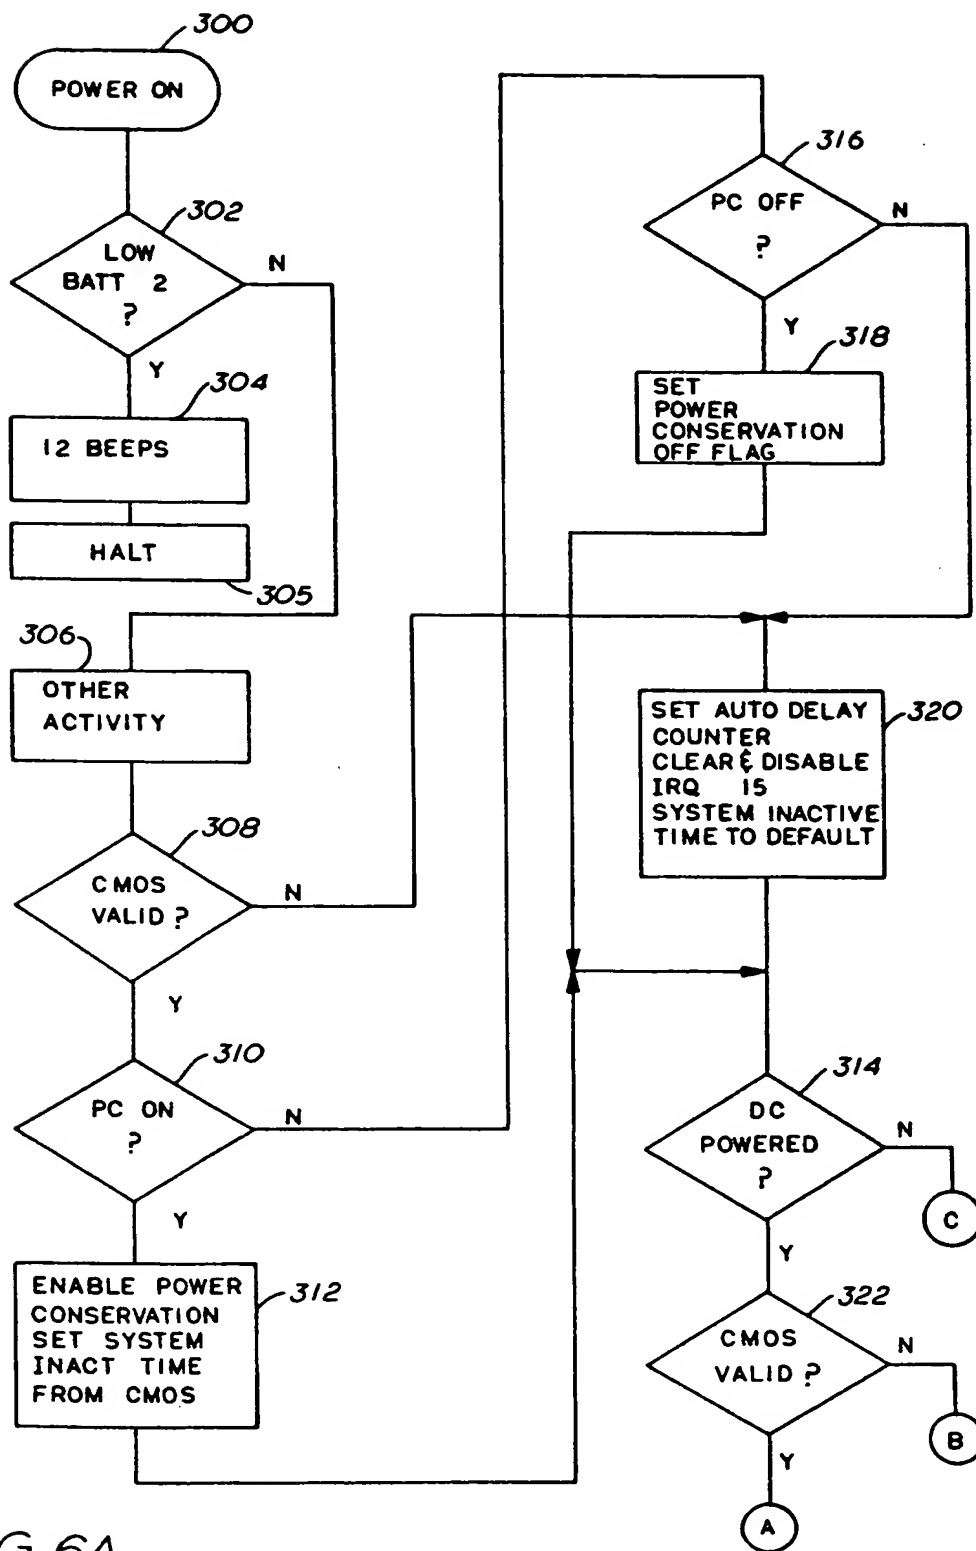 300
POWER ON
302
LOW
BATT 2
?
N
Y
304
12 BEEPS
HALT
305
306
OTHER
ACTIVITY
308
CMOS
VALID ?
N
Y
310
PC ON
?
N
Y
312
ENABLE POWER
CONSERVATION
SET SYSTEM
INACT TIME
FROM CMOS
316
PC OFF
?
N
Y
318
SET
POWER
CONSERVATION
OFF FLAG
320
SET AUTO DELAY
COUNTER
CLEAR & DISABLE
IRQ 15
SYSTEM INACTIVE
TIME TO DEFAULT
314
DC
POWERED
?
N
C
Y
322
CMOS
VALID ?
N
B
Y
A
G 6A